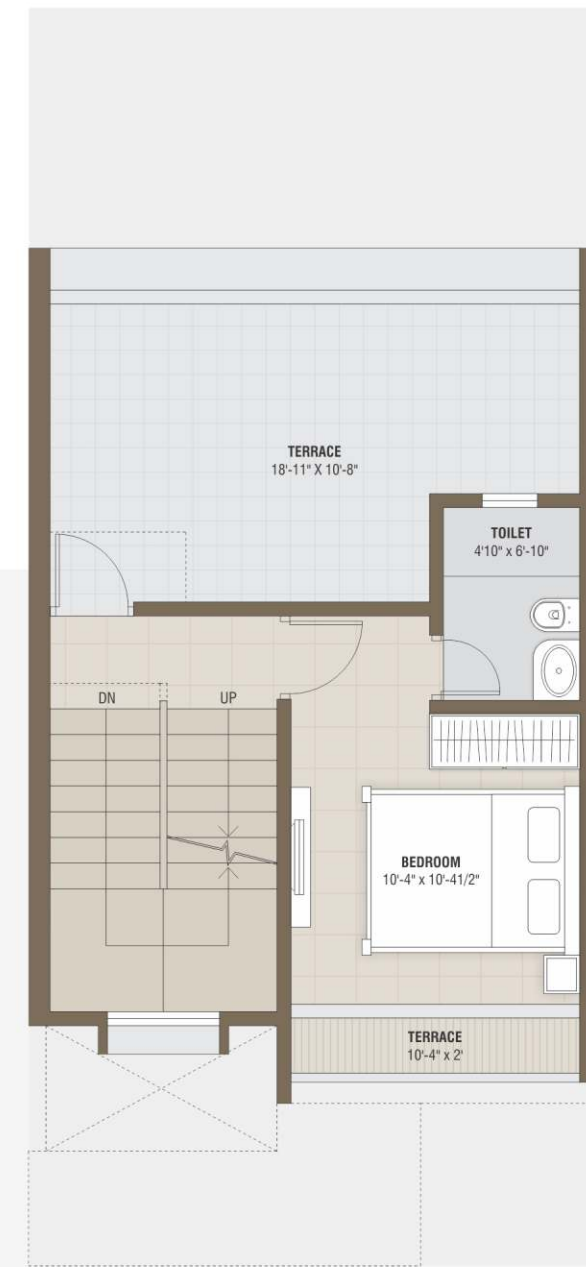 TERRACE
18'-11" X 10'-8"
TOILET
4'10" x 6'-10"
DN
UP
BEDROOM
10'-4" x 10'-41/2"
TERRACE
10'-4" x 2'